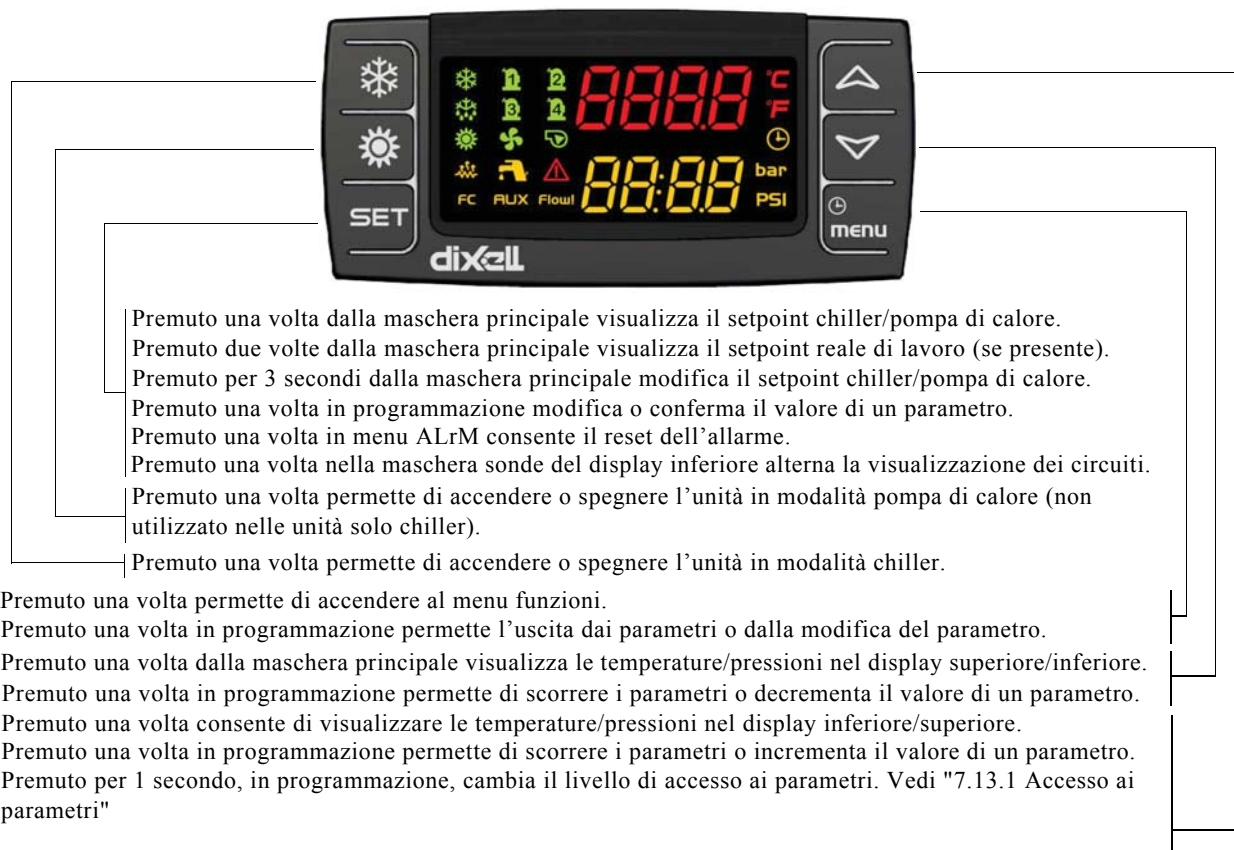 8888 °C
°F
88:88 bar
FC AUX Flow! PSI
SET
menu
dixell
Premuto una volta dalla maschera principale visualizza il setpoint chiller/pompa di calore.
Premuto due volte dalla maschera principale visualizza il setpoint reale di lavoro (se presente).
Premuto per 3 secondi dalla maschera principale modifica il setpoint chiller/pompa di calore.
Premuto una volta in programmazione modifica o conferma il valore di un parametro.
Premuto una volta in menu ALrM consente il reset dell’allarme.
Premuto una volta nella maschera sonde del display inferiore alterna la visualizzazione dei circuiti.
Premuto una volta permette di accendere o spegnere l’unità in modalità pompa di calore (non
utilizzato nelle unità solo chiller).
Premuto una volta permette di accendere o spegnere l’unità in modalità chiller.
Premuto una volta permette di accendere al menu funzioni.
Premuto una volta in programmazione permette l’uscita dai parametri o dalla modifica del parametro.
Premuto una volta dalla maschera principale visualizza le temperature/pressioni nel display superiore/inferiore.
Premuto una volta in programmazione permette di scorrere i parametri o decrementa il valore di un parametro.
Premuto una volta consente di visualizzare le temperature/pressioni nel display inferiore/superiore.
Premuto una volta in programmazione permette di scorrere i parametri o incrementa il valore di un parametro.
Premuto per 1 secondo, in programmazione, cambia il livello di accesso ai parametri. Vedi "7.13.1 Accesso ai
parametri"